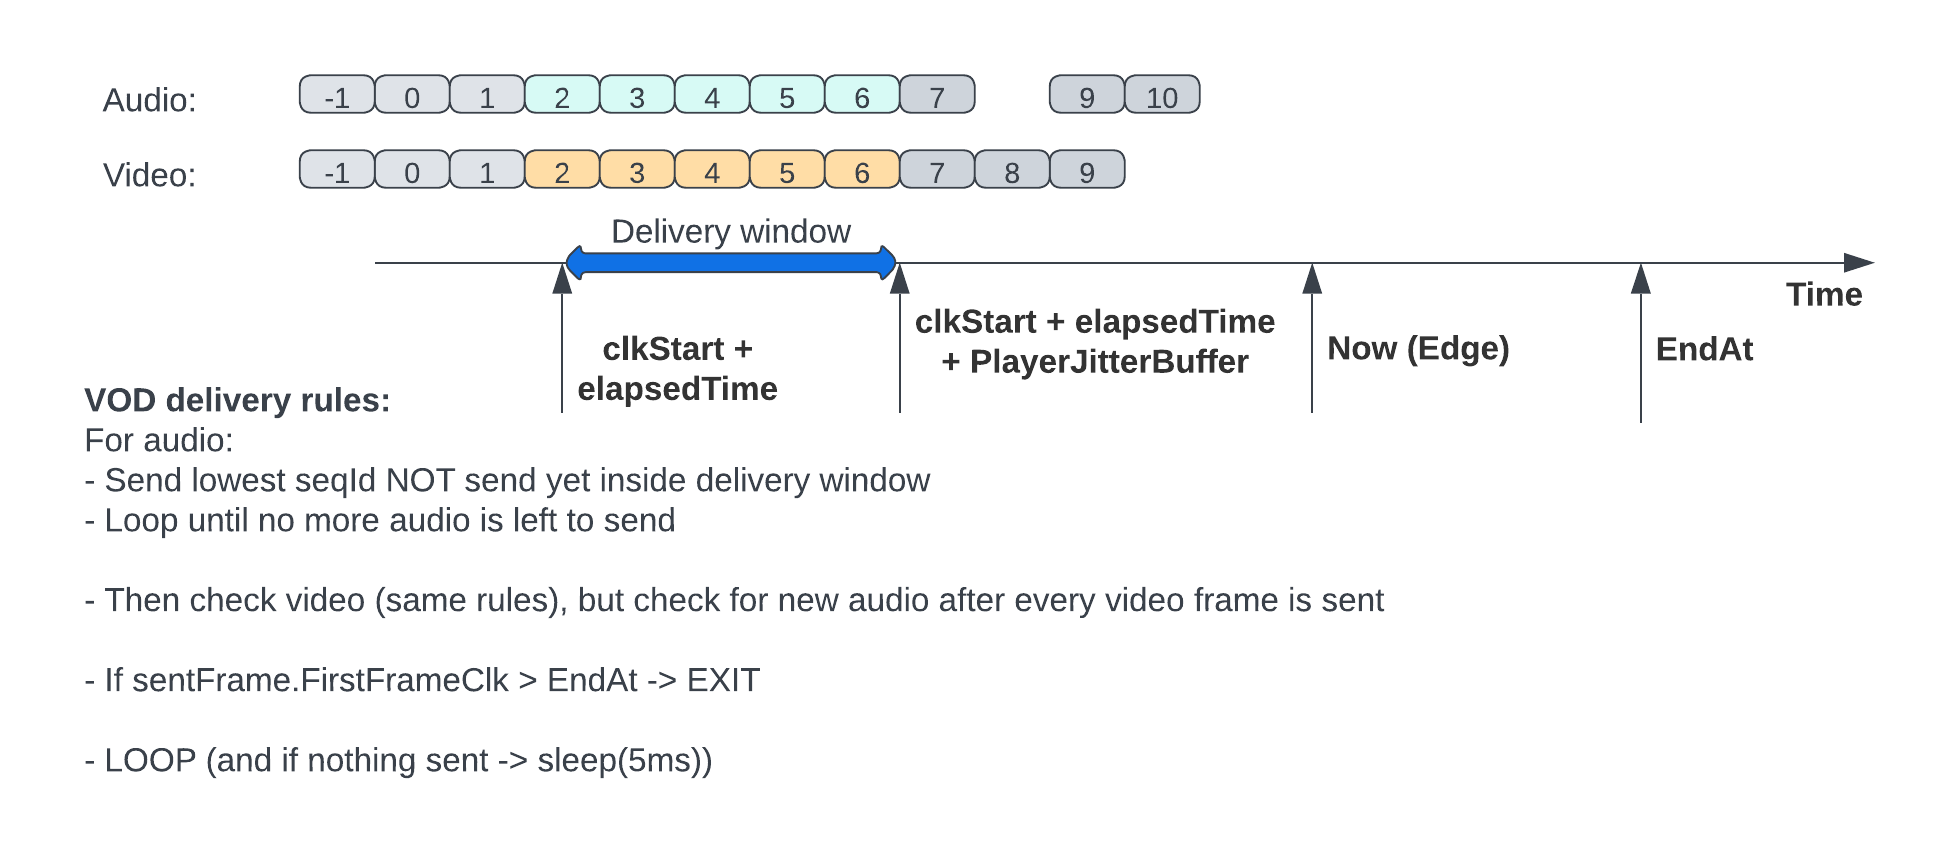 Audio: -1 0 1 2 3 4 5 6 7 9 10
Video: -1 0 1 2 3 4 5 6 7 8 9
Delivery window
Time
clkStart +
elapsedTime
clkStart + elapsedTime
+ PlayerJitterBuffer
Now (Edge)
EndAt
VOD delivery rules:
For audio:
- Send lowest seqId NOT send yet inside delivery window
- Loop until no more audio is left to send
- Then check video (same rules), but check for new audio after every video frame is sent
- If sentFrame.FirstFrameClk > EndAt -> EXIT
- LOOP (and if nothing sent -> sleep(5ms))